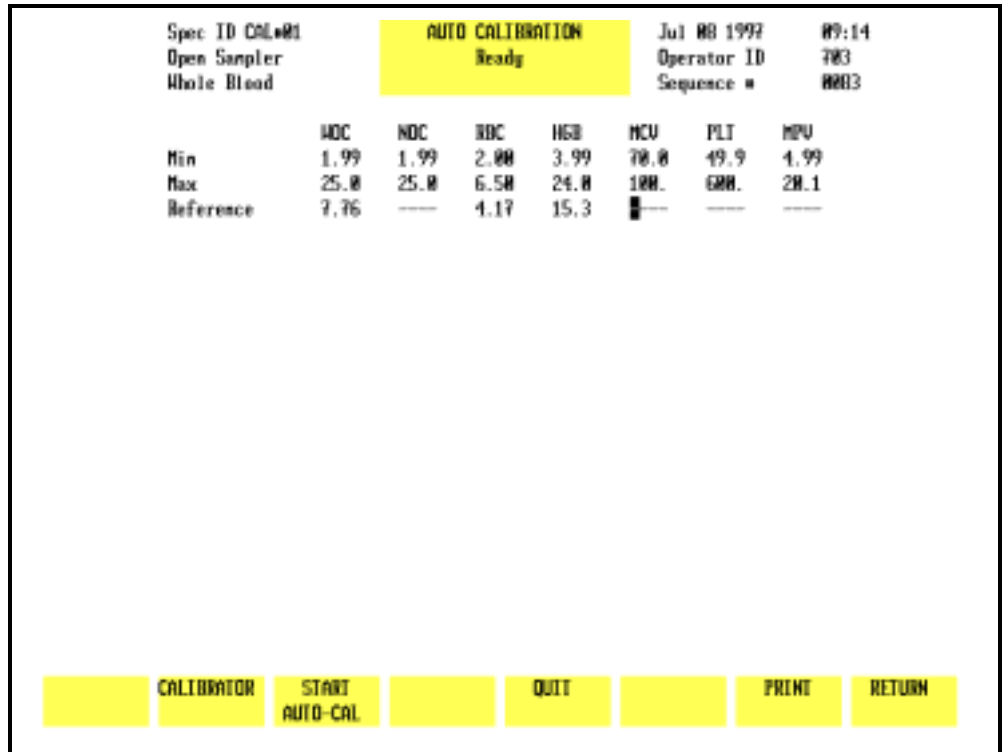 Spec ID CAL#01 AUTO CALIBRATION Jul 08 1997 09:14
Open Sampler Ready Operator ID 703
Whole Blood Sequence # 0083
WOC NOC RBC HGB MCV PLT MPV
Min 1.99 1.99 2.00 3.99 70.0 49.9 4.99
Max 25.0 25.0 6.50 24.0 100. 600. 20.1
Reference 7.76 ---- 4.17 15.3 ---- ---- ----
CALIBRATOR START AUTO-CAL QUIT PRINT RETURN